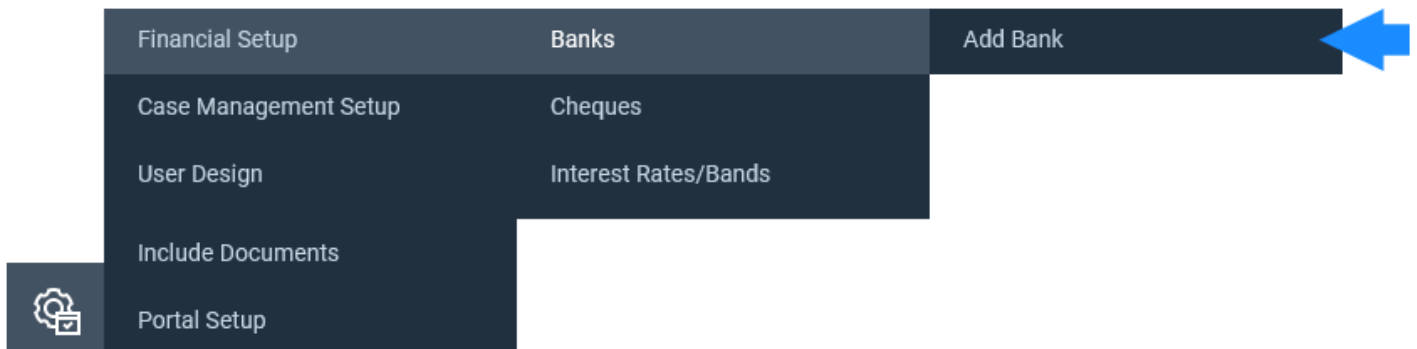 Financial Setup
Banks
Add Bank
Case Management Setup
Cheques
User Design
Interest Rates/Bands
Include Documents
Portal Setup